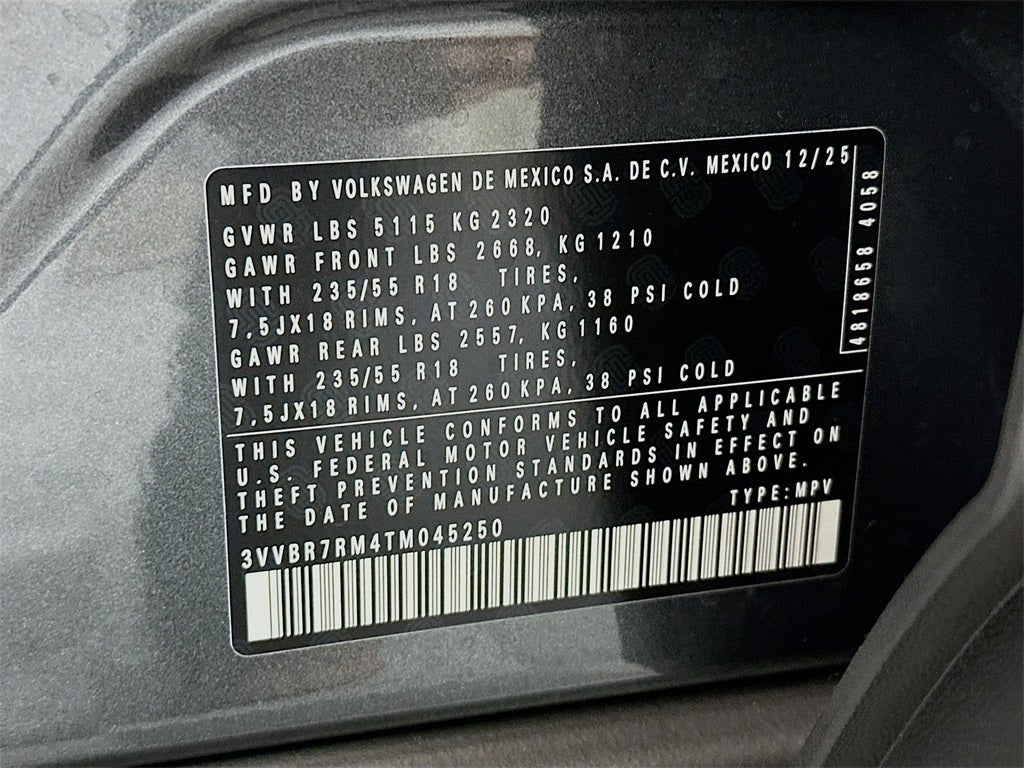 MFD BY VOLKSWAGEN DE MEXICO S.A. DE C.V. MEXICO 12/25
GVWR LBS 5115 KG 2320
GAWR FRONT LBS 2668, KG 1210
WITH 235/55 R18 TIRES,
7,5JX18 RIMS, AT 260 KPA, 38 PSI COLD
GAWR REAR LBS 2557, KG 1160
WITH 235/55 R18 TIRES,
7,5JX18 RIMS, AT 260 KPA, 38 PSI COLD
4818658 4058
THIS VEHICLE CONFORMS TO ALL APPLICABLE
U.S. FEDERAL MOTOR VEHICLE SAFETY AND
THEFT PREVENTION STANDARDS IN EFFECT ON
THE DATE OF MANUFACTURE SHOWN ABOVE.
TYPE: MPV
3VVBR7RM4TM045250